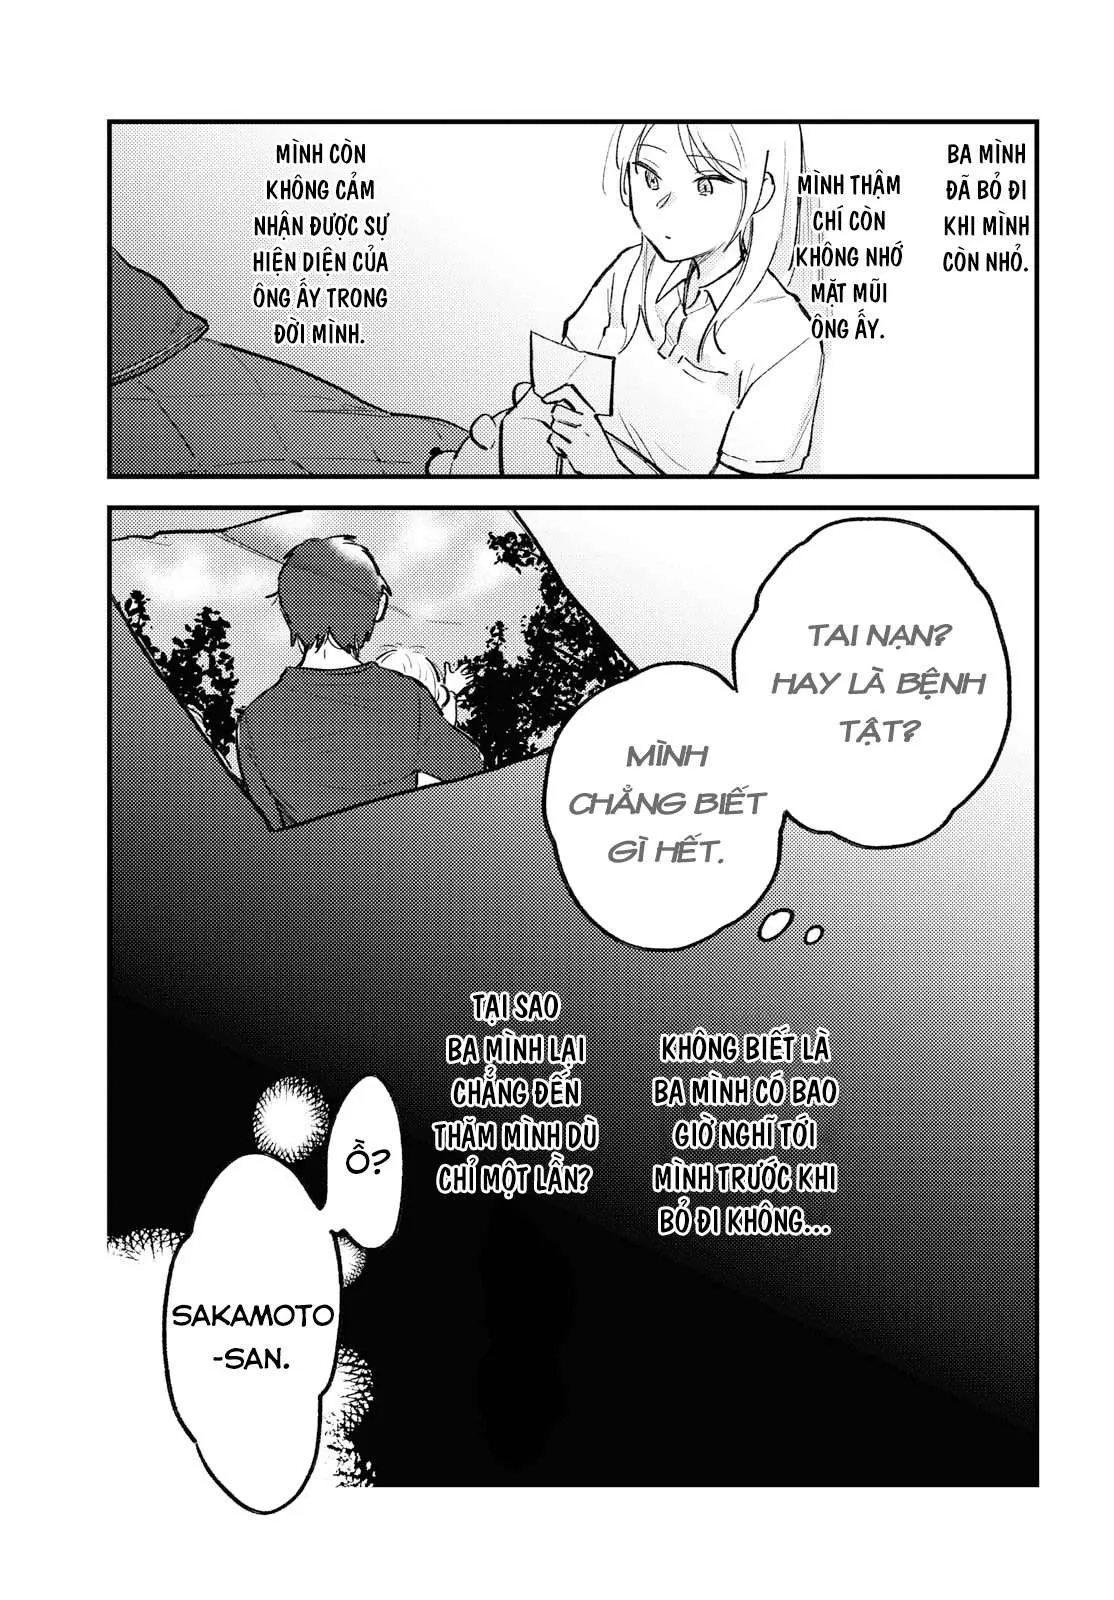 BA MÌNH
ĐÃ BỎ ĐI
KHI MÌNH
CÒN NHỎ.
MÌNH THẬM
CHÍ CÒN
KHÔNG NHỚ
MẶT MŨI
ÔNG ẤY.
MÌNH CÒN
KHÔNG CẢM
NHẬN ĐƯỢC SỰ
HIỆN DIỆN CỦA
ÔNG ẤY TRONG
ĐỜI MÌNH.
TAI NẠN?
HAY LÀ BỆNH
TẬT?
MÌNH
CHẲNG BIẾT
GÌ HẾT.
KHÔNG BIẾT LÀ
BA MÌNH CÓ BAO
GIỜ NGHĨ TỚI
MÌNH TRƯỚC KHI
BỎ ĐI KHÔNG...
TẠI SAO
BA MÌNH LẠI
CHẲNG ĐẾN
THĂM MÌNH DÙ
CHỈ MỘT LẦN?
Ồ?
SAKAMOTO
-SAN.